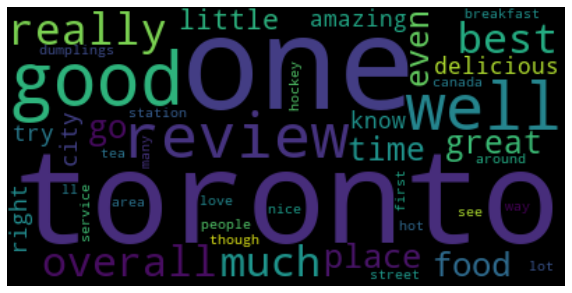 really
little
amazing
breakfast
dumplings
one
even
best
good
hockey
delicious
canada
well
station
try
city
go
review
know
time
great
tea
many
around
right
toronto
ll
area
service
love
nice
first
hot
see
way
people
though
overall
much
place
street
food
lot